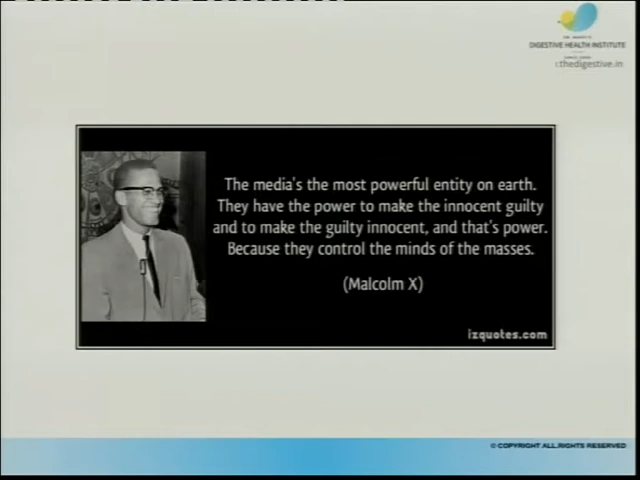 DIGESTIVE HEALTH INSTITUTE
thedigestive.in
The media's the most powerful entity on earth.
They have the power to make the innocent guilty
and to make the guilty innocent, and that's power.
Because they control the minds of the masses.
(Malcolm X)
izquotes.com
© COPYRIGHT ALL RIGHTS RESERVED